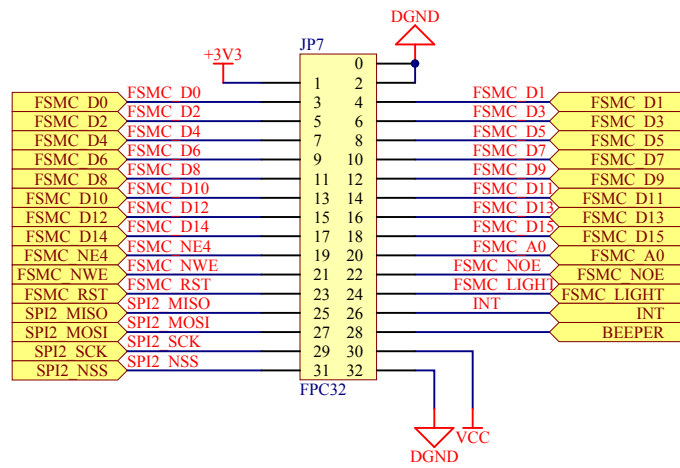 DGND
JP7
+3V3
0
1 2
FSMC_D0 FSMC_D0 3 4 FSMC_D1 FSMC_D1
FSMC_D2 FSMC_D2 5 6 FSMC_D3 FSMC_D3
FSMC_D4 FSMC_D4 7 8 FSMC_D5 FSMC_D5
FSMC_D6 FSMC_D6 9 10 FSMC_D7 FSMC_D7
FSMC_D8 FSMC_D8 11 12 FSMC_D9 FSMC_D9
FSMC_D10 FSMC_D10 13 14 FSMC_D11 FSMC_D11
FSMC_D12 FSMC_D12 15 16 FSMC_D13 FSMC_D13
FSMC_D14 FSMC_D14 17 18 FSMC_D15 FSMC_D15
FSMC_NE4 FSMC_NE4 19 20 FSMC_A0 FSMC_A0
FSMC_NWE FSMC_NWE 21 22 FSMC_NOE FSMC_NOE
FSMC_RST FSMC_RST 23 24 FSMC_LIGHT FSMC_LIGHT
SPI2_MISO SPI2_MISO 25 26 INT INT
SPI2_MOSI SPI2_MOSI 27 28 BEEPER
SPI2_SCK SPI2_SCK 29 30
SPI2_NSS SPI2_NSS 31 32
FPC32
VCC
DGND